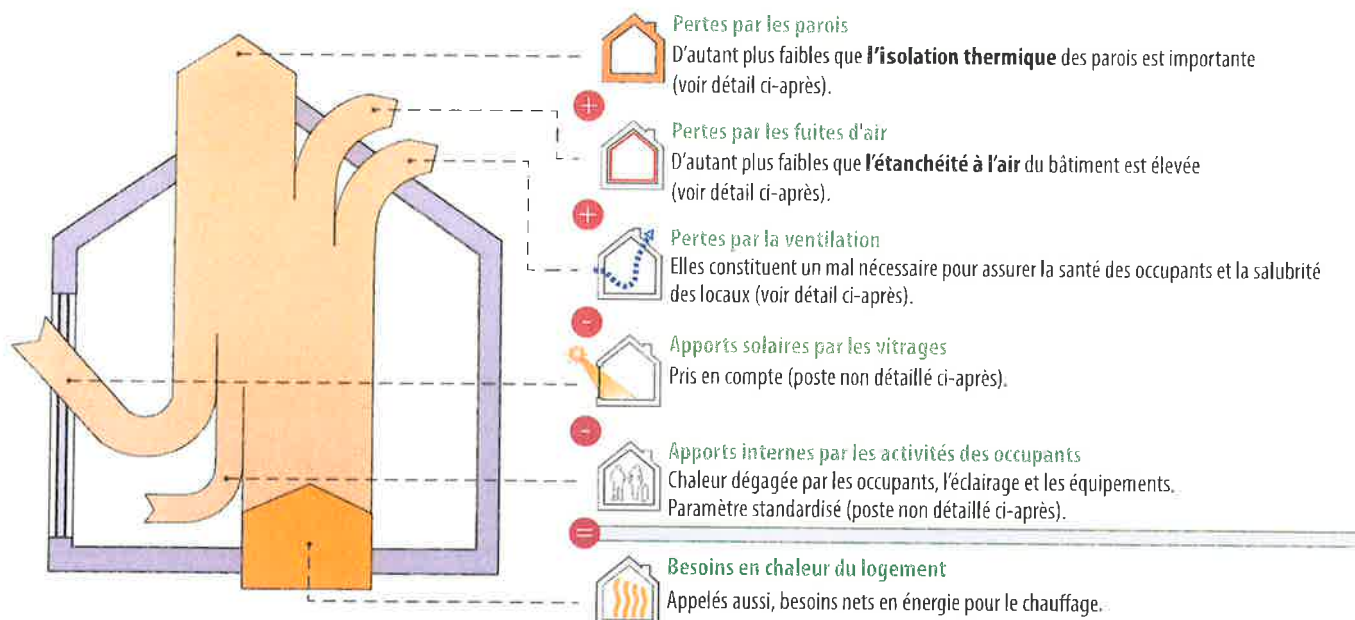 Pertes par les parois
D'autant plus faibles que l'isolation thermique des parois est importante
(voir détail ci-après).
+
Pertes par les fuites d'air
D'autant plus faibles que l'étanchéité à l'air du bâtiment est élevée
(voir détail ci-après).
+
Pertes par la ventilation
Elles constituent un mal nécessaire pour assurer la santé des occupants et la salubrité
des locaux (voir détail ci-après).
-
Apports solaires par les vitrages
Pris en compte (poste non détaillé ci-après).
-
Apports internes par les activités des occupants
Chaleur dégagée par les occupants, l'éclairage et les équipements.
Paramètre standardisé (poste non détaillé ci-après).
=
Besoins en chaleur du logement
Appelés aussi, besoins nets en énergie pour le chauffage.